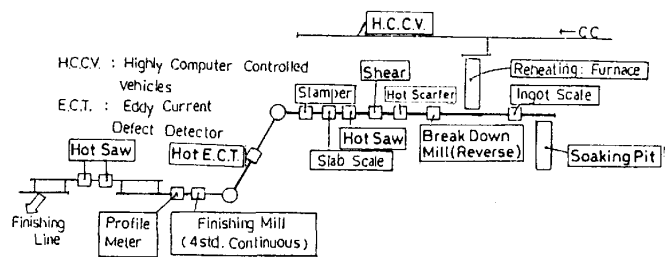 H.C.C.V.
←CC
H.C.C.V. : Highly Computer Controlled
Vehicles
E.C.T. : Eddy Current
Defect Detector
Shear
Reheating: Furnace
Stamper
Hot Scarfer
Ingot Scale
Hot Saw
Slab Scale
Break Down
Mill(Reverse)
Soaking Pit
Hot E.C.T.
Hot Saw
Finishing
Line
Profile
Meter
Finishing Mill
(4std. Continuous)